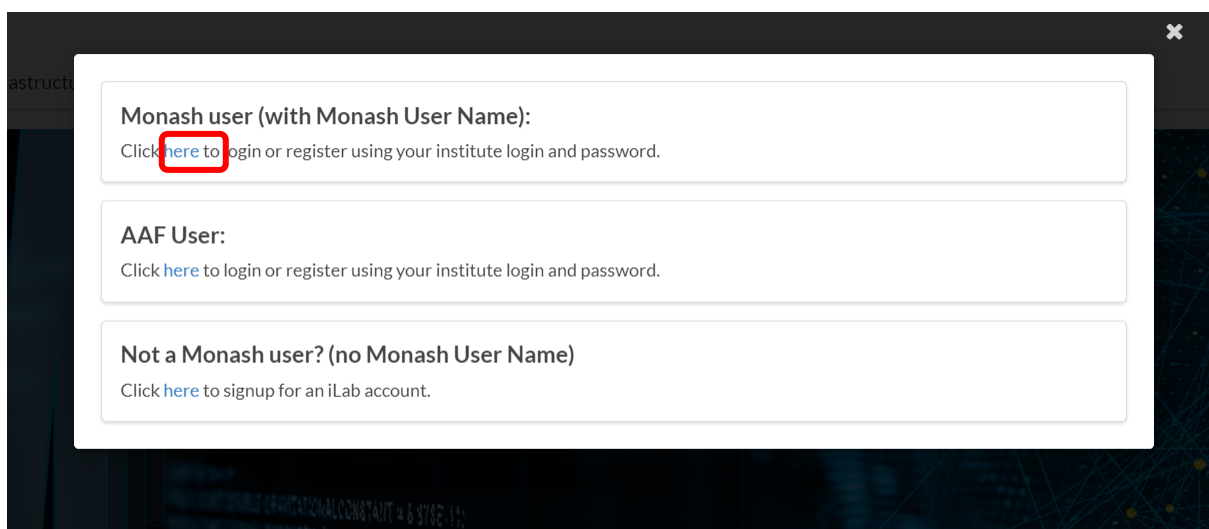 Monash user (with Monash User Name):
Click here to login or register using your institute login and password.
AAF User:
Click here to login or register using your institute login and password.
Not a Monash user? (no Monash User Name)
Click here to signup for an iLab account.